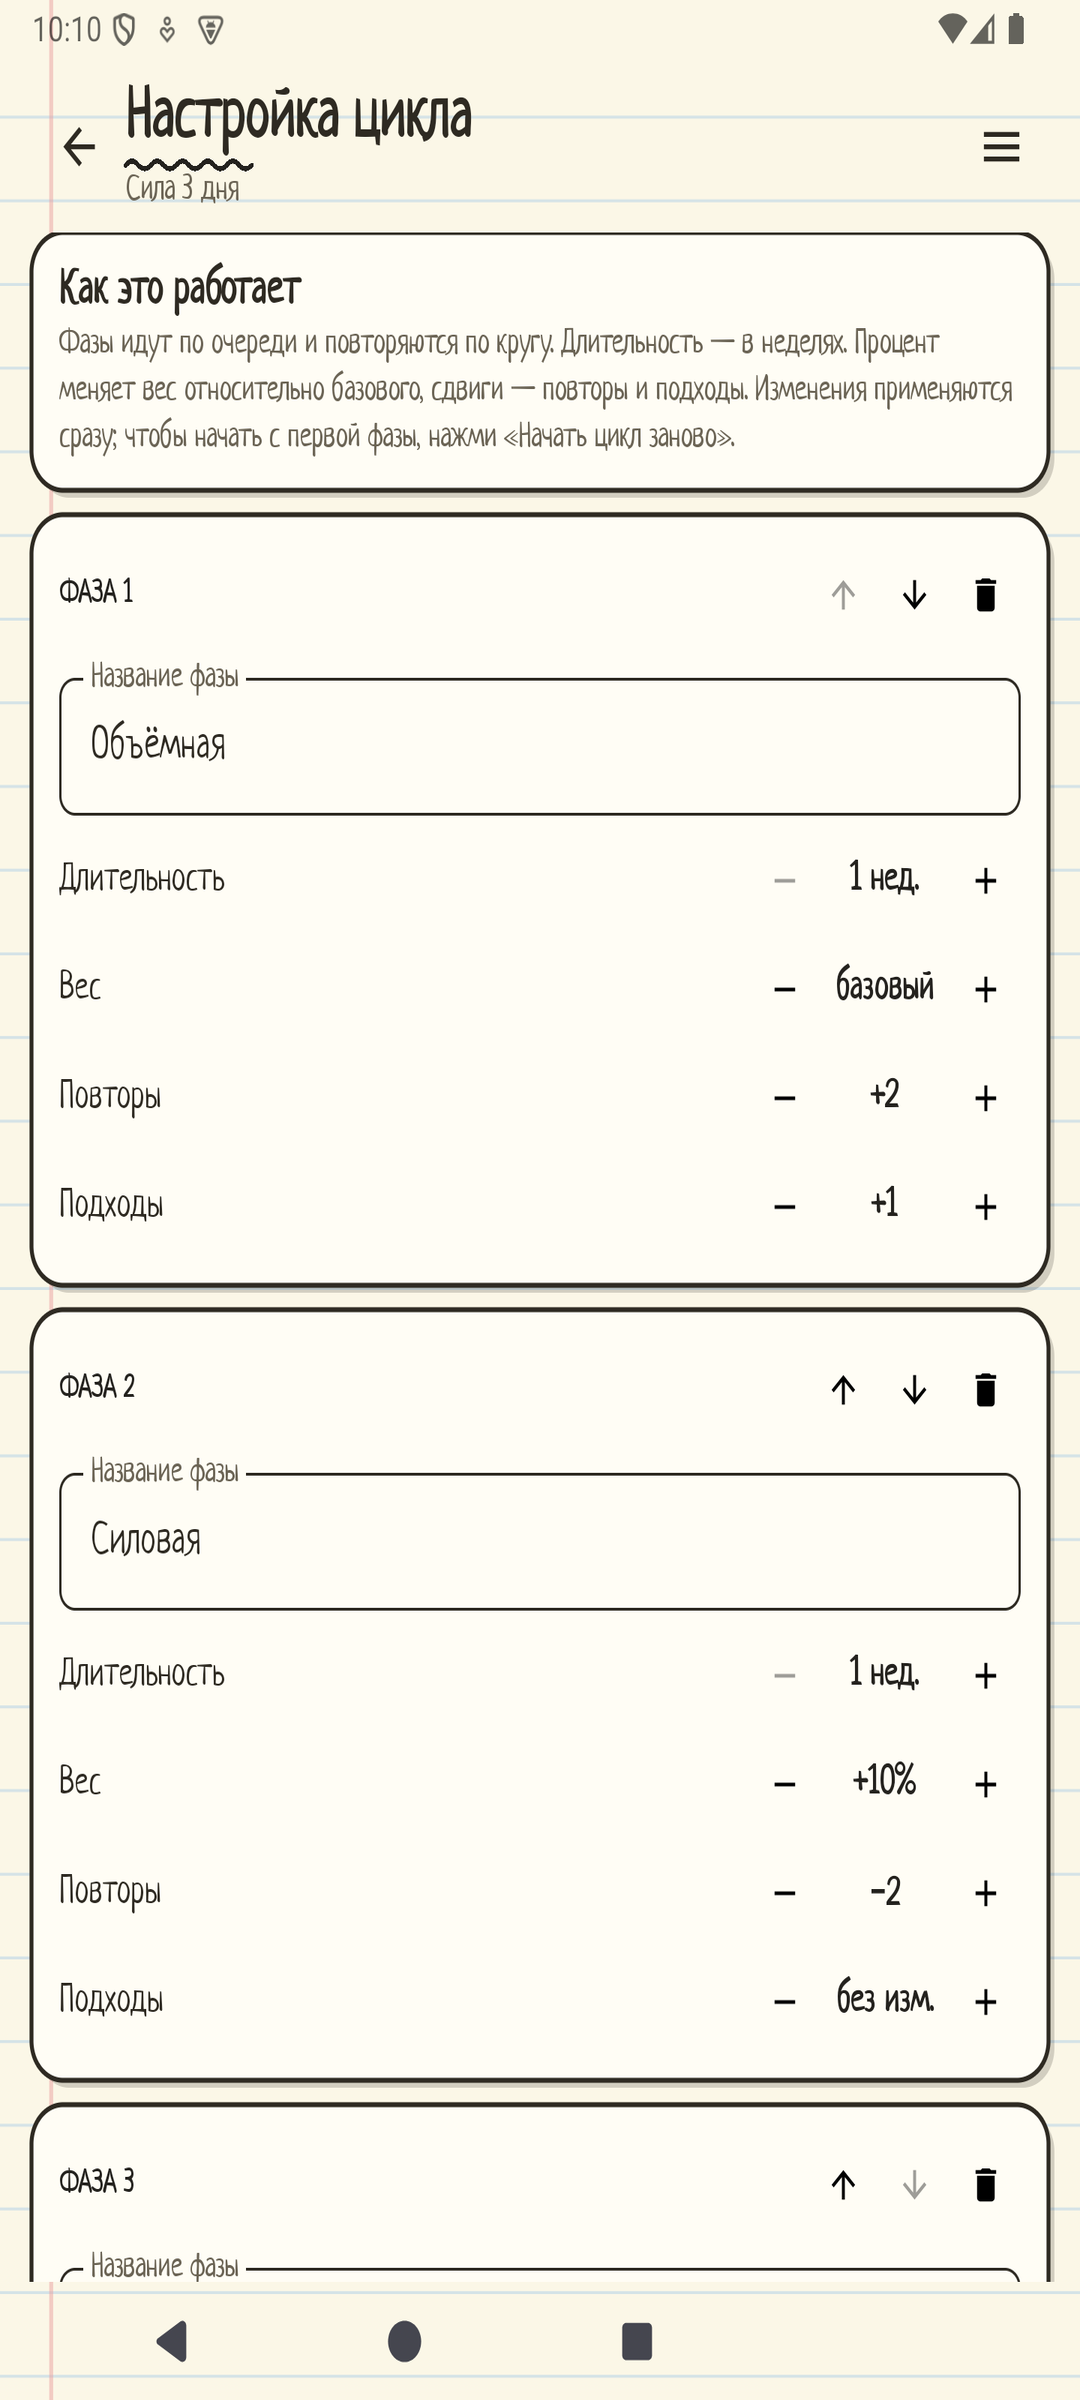 10:10
Настройка цикла
Сила 3 дня
Как это работает
Фазы идут по очереди и повторяются по кругу. Длительность — в неделях. Процент
меняет вес относительно базового, сдвиги — повторы и подходы. Изменения применяются
сразу; чтобы начать с первой фазы, нажми «Начать цикл заново».
ФАЗА 1
Название фазы
Объёмная
Длительность − 1 нед. +
Вес − базовый +
Повторы − +2 +
Подходы − +1 +
ФАЗА 2
Название фазы
Силовая
Длительность − 1 нед. +
Вес − +10% +
Повторы − −2 +
Подходы − без изм. +
ФАЗА 3
Название фазы